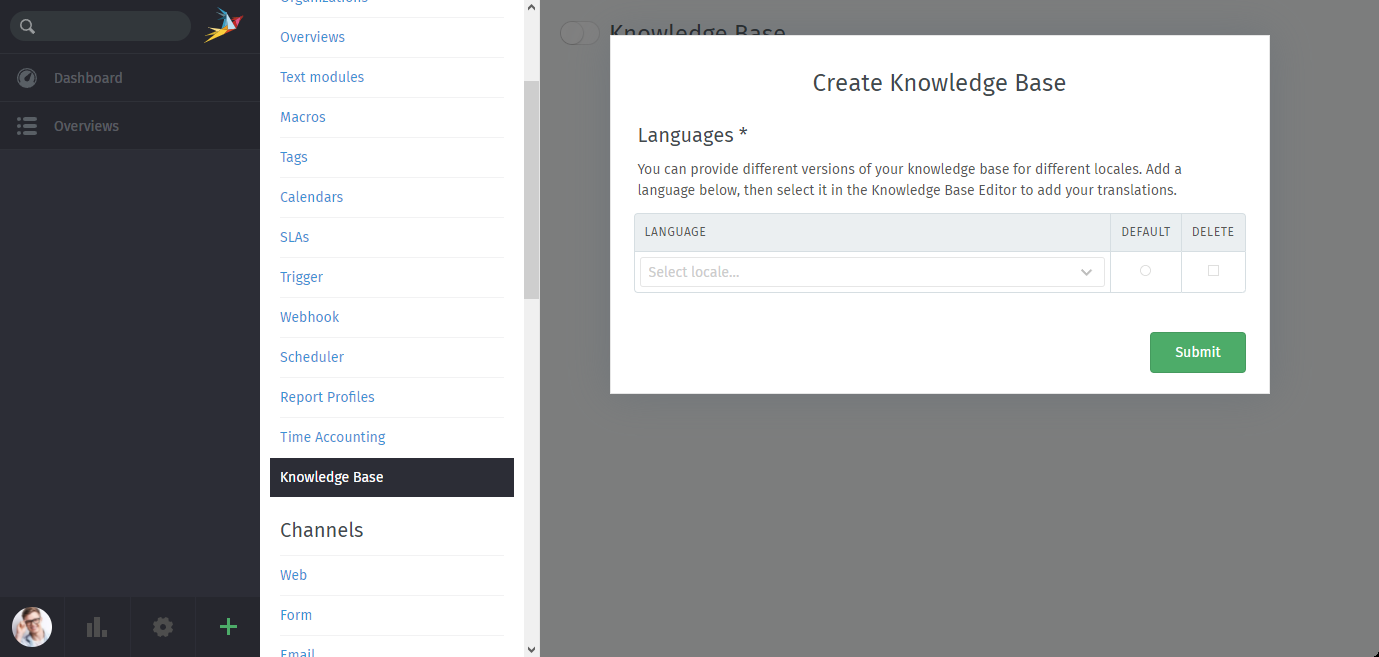 Dashboard
Overviews
Organizations
Overviews
Text modules
Macros
Tags
Calendars
SLAs
Trigger
Webhook
Scheduler
Report Profiles
Time Accounting
Knowledge Base
Channels
Web
Form
Email
Knowledge Base
Create Knowledge Base
Languages *
You can provide different versions of your knowledge base for different locales. Add a
language below, then select it in the Knowledge Base Editor to add your translations.
LANGUAGE DEFAULT DELETE
Select locale...
Submit